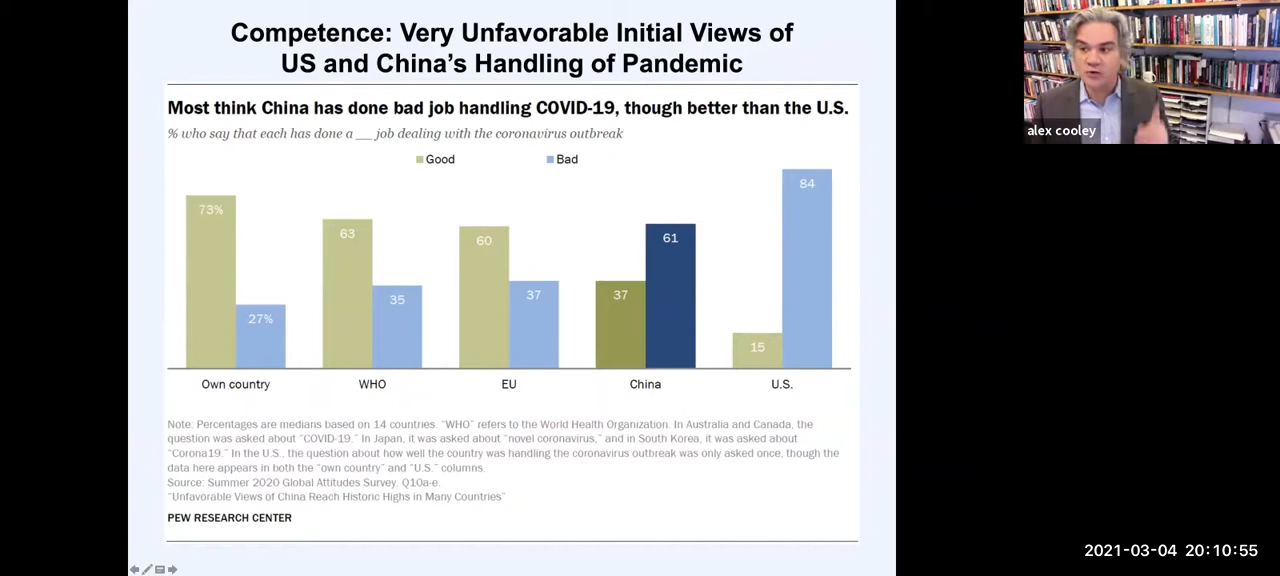 Competence: Very Unfavorable Initial Views of
US and China's Handling of Pandemic
Most think China has done bad job handling COVID-19, though better than the U.S.
% who say that each has done a __ job dealing with the coronavirus outbreak
Good Bad
73% 27% 63 35 60 37 37 61 15 84
Own country WHO EU China U.S.
Note: Percentages are medians based on 14 countries. "WHO" refers to the World Health Organization. In Australia and Canada, the
question was asked about "COVID-19." In Japan, it was asked about "novel coronavirus," and in South Korea, it was asked about
"Corona19." In the U.S., the question about how well the country was handling the coronavirus outbreak was only asked once, though the
data here appears in both the "own country" and "U.S." columns.
Source: Summer 2020 Global Attitudes Survey. Q10a-e.
"Unfavorable Views of China Reach Historic Highs in Many Countries"
PEW RESEARCH CENTER
alex cooley
2021-03-04 20:10:55